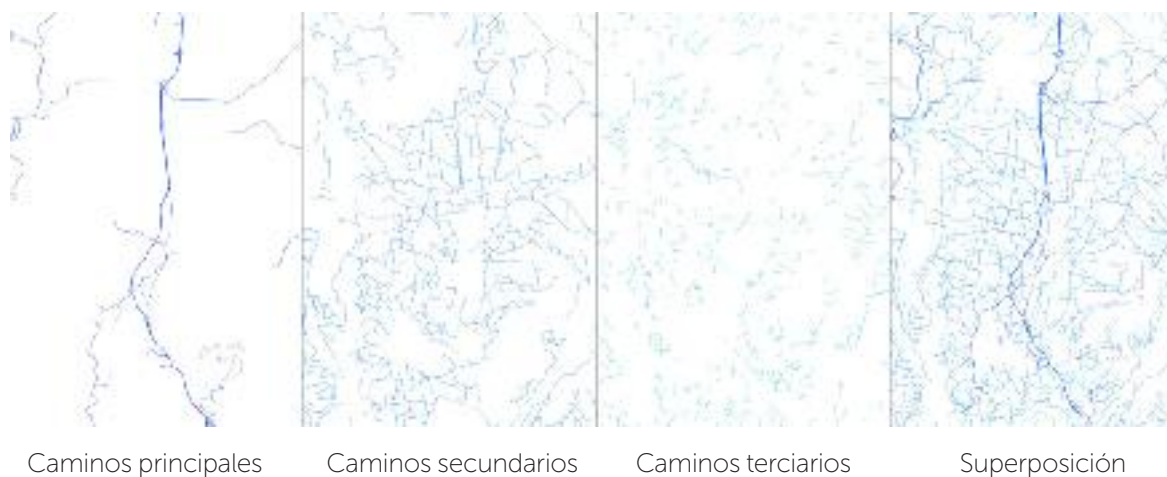 Caminos principales
Caminos secundarios
Caminos terciarios
Superposición